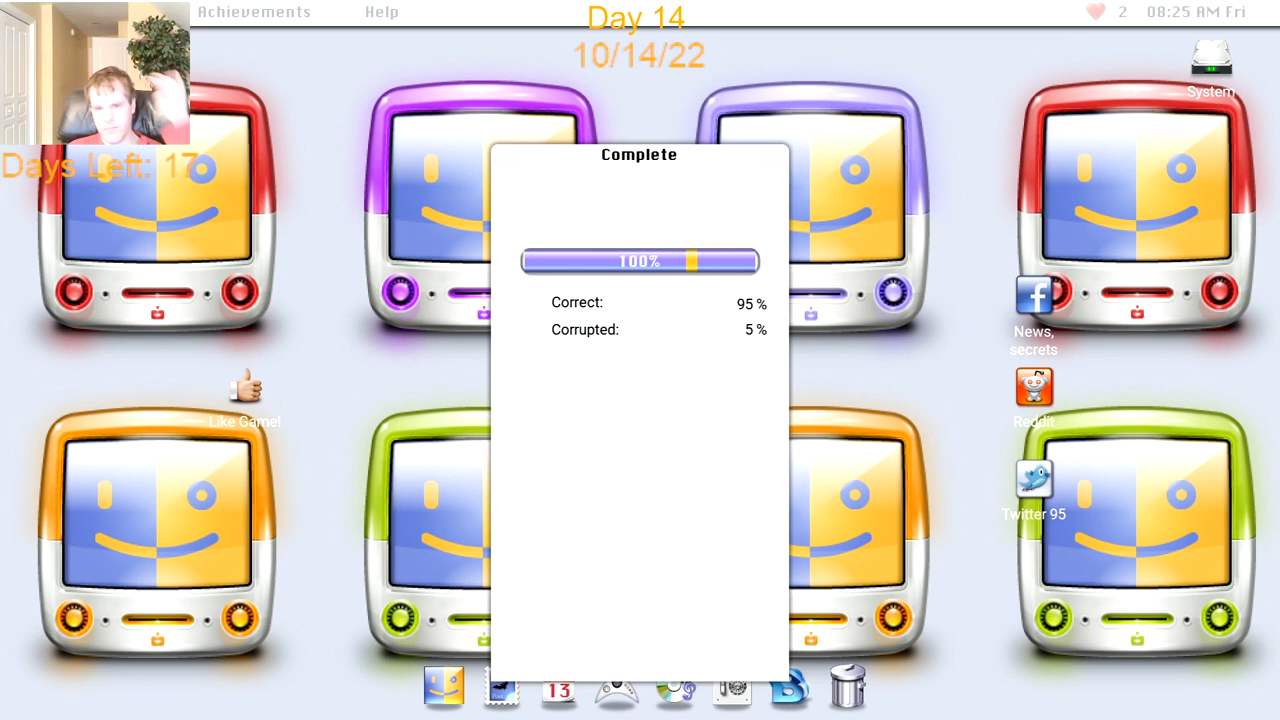 Achievements
Help
Day 14
2
08:25 AM Fri
10/14/22
System
Days Left: 17
Complete
100%
Correct: 95 %
Corrupted: 5 %
News,
secrets
Like Game!
Reddit
Twitter 95
13